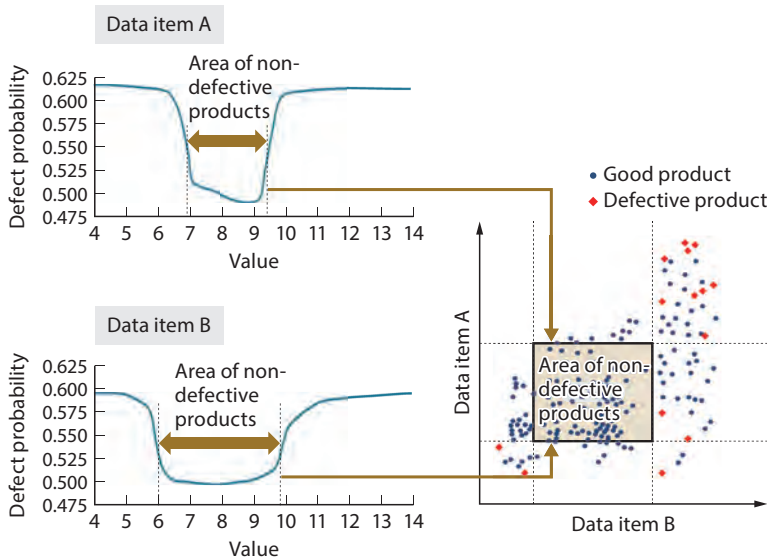 Data item A
Area of non-
defective
products
0.625
0.600
0.575
0.550
0.525
0.500
0.475
Defect probability
4 5 6 7 8 9 10 11 12 13 14
Value
Data item B
Area of non-
defective
products
0.625
0.600
0.575
0.550
0.525
0.500
0.475
Defect probability
4 5 6 7 8 9 10 11 12 13 14
Value
Good product
Defective product
Data item A
Area of non-
defective
products
Data item B